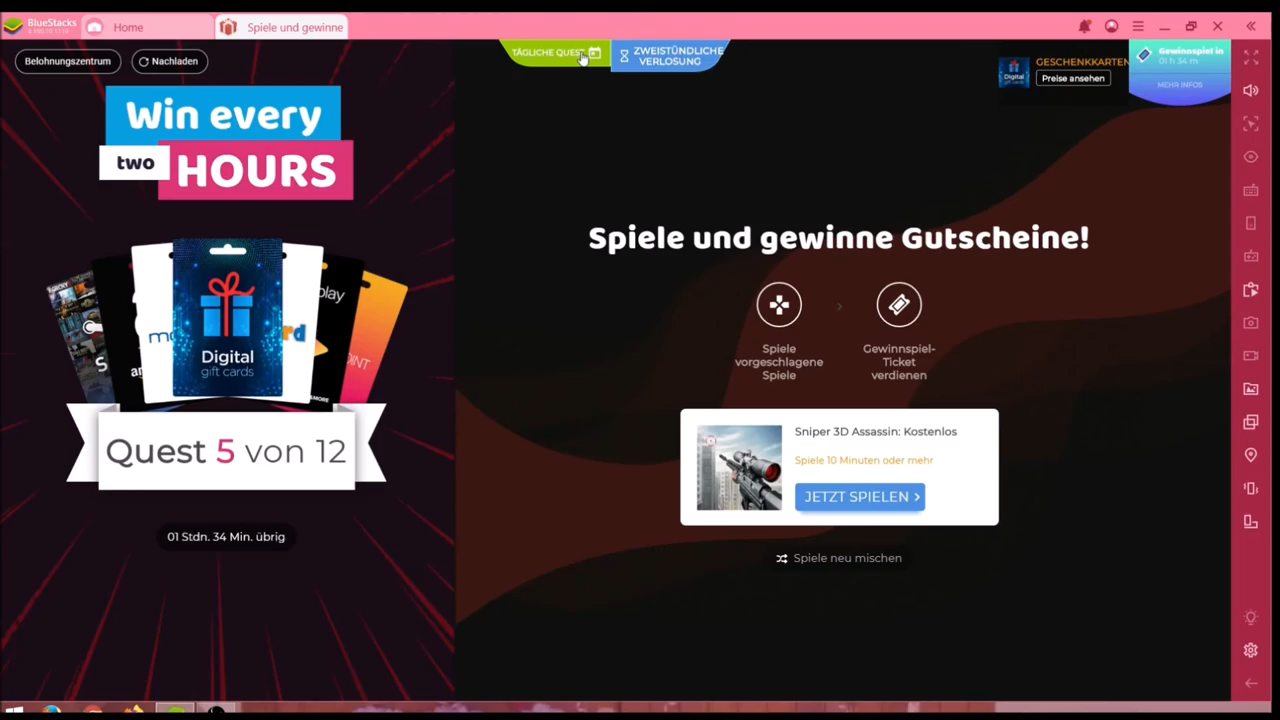 BlueStacks
Home
Spiele und gewinne
Belohnungszentrum
Nachladen
TÄGLICHE QUEST
ZWEISTÜNDLICHE
VERLOSUNG
GESCHENKKARTEN
Preise ansehen
Gewinnspiel in
01 h 34 m
MEHR INFOS
Win every
two
HOURS
Digital
gift cards
Quest 5 von 12
01 Stdn. 34 Min. übrig
Spiele und gewinne Gutscheine!
Spiele
vorgeschlagene
Spiele
Gewinnspiel-
Ticket
verdienen
Sniper 3D Assassin: Kostenlos
Spiele 10 Minuten oder mehr
JETZT SPIELEN
Spiele neu mischen